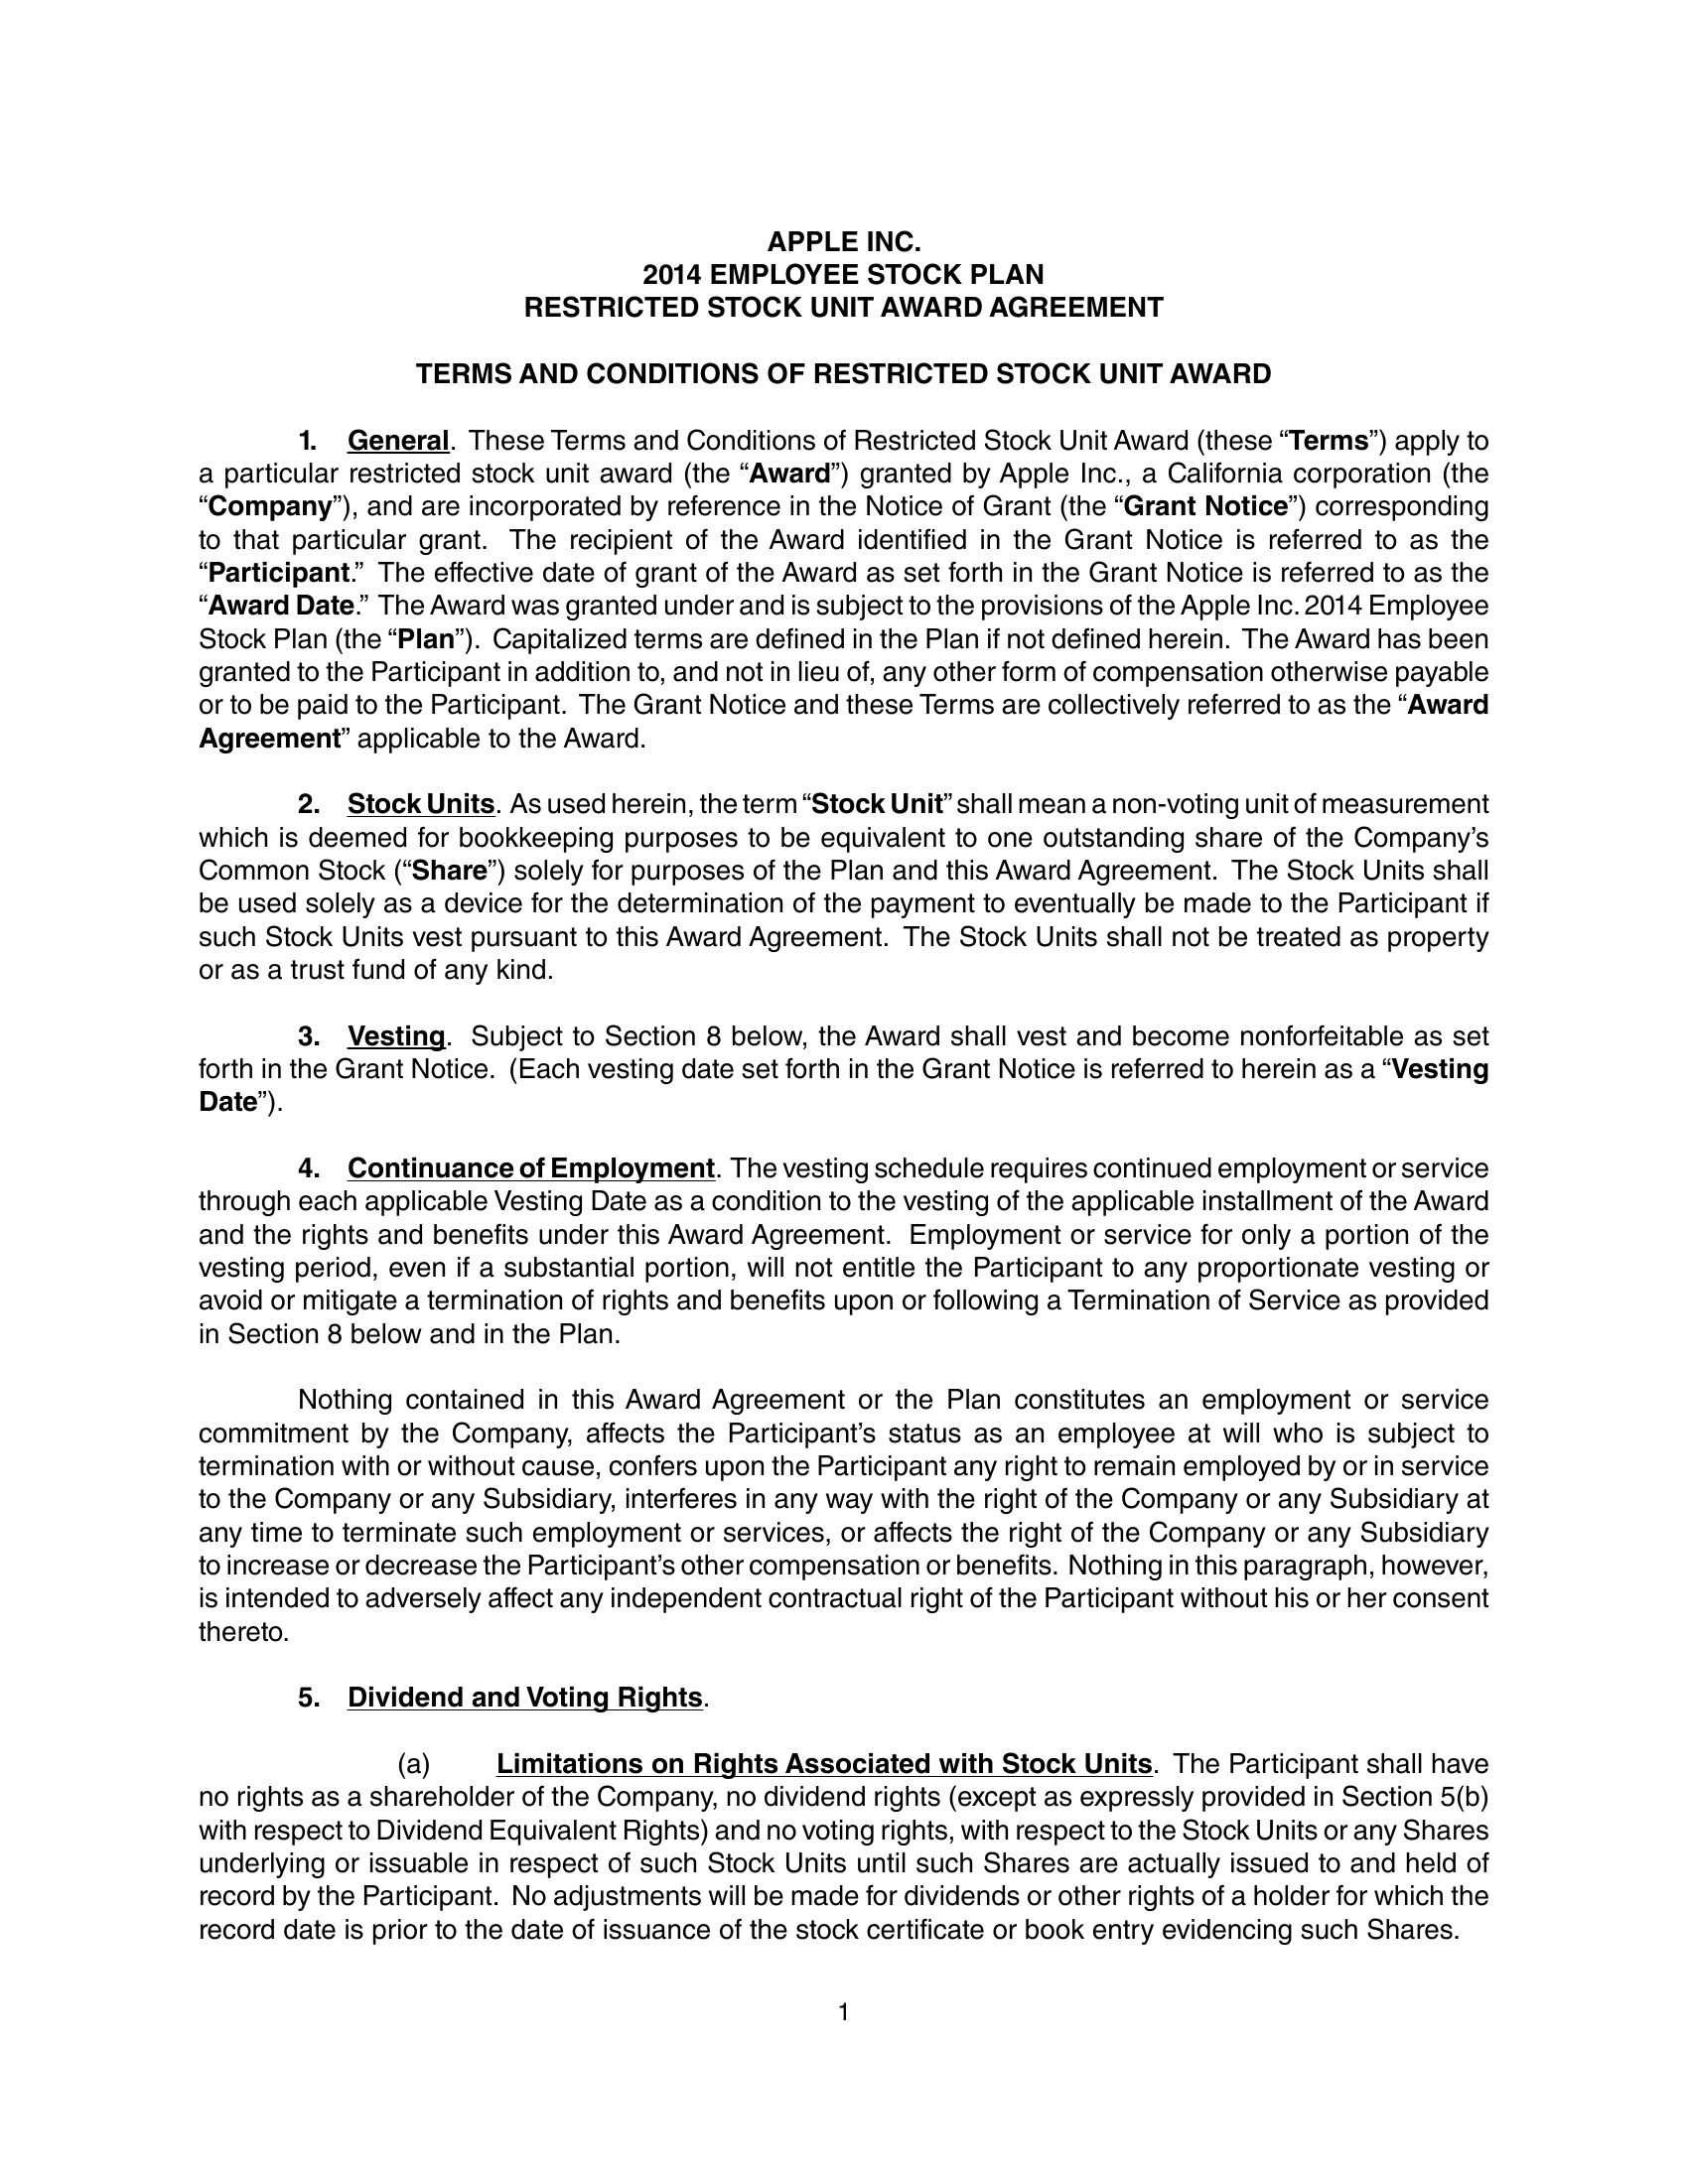 APPLE INC.
2014 EMPLOYEE STOCK PLAN
RESTRICTED STOCK UNIT AWARD AGREEMENT
TERMS AND CONDITIONS OF RESTRICTED STOCK UNIT AWARD
1. General. These Terms and Conditions of Restricted Stock Unit Award (these “Terms”) apply to
a particular restricted stock unit award (the “Award”) granted by Apple Inc., a California corporation (the
“Company”), and are incorporated by reference in the Notice of Grant (the “Grant Notice”) corresponding
to that particular grant. The recipient of the Award identified in the Grant Notice is referred to as the
“Participant.” The effective date of grant of the Award as set forth in the Grant Notice is referred to as the
“Award Date.” The Award was granted under and is subject to the provisions of the Apple Inc. 2014 Employee
Stock Plan (the “Plan”). Capitalized terms are defined in the Plan if not defined herein. The Award has been
granted to the Participant in addition to, and not in lieu of, any other form of compensation otherwise payable
or to be paid to the Participant. The Grant Notice and these Terms are collectively referred to as the “Award
Agreement” applicable to the Award.
2. Stock Units. As used herein, the term “Stock Unit” shall mean a non-voting unit of measurement
which is deemed for bookkeeping purposes to be equivalent to one outstanding share of the Company’s
Common Stock (“Share”) solely for purposes of the Plan and this Award Agreement. The Stock Units shall
be used solely as a device for the determination of the payment to eventually be made to the Participant if
such Stock Units vest pursuant to this Award Agreement. The Stock Units shall not be treated as property
or as a trust fund of any kind.
3. Vesting. Subject to Section 8 below, the Award shall vest and become nonforfeitable as set
forth in the Grant Notice. (Each vesting date set forth in the Grant Notice is referred to herein as a “Vesting
Date”).
4. Continuance of Employment. The vesting schedule requires continued employment or service
through each applicable Vesting Date as a condition to the vesting of the applicable installment of the Award
and the rights and benefits under this Award Agreement. Employment or service for only a portion of the
vesting period, even if a substantial portion, will not entitle the Participant to any proportionate vesting or
avoid or mitigate a termination of rights and benefits upon or following a Termination of Service as provided
in Section 8 below and in the Plan.
Nothing contained in this Award Agreement or the Plan constitutes an employment or service
commitment by the Company, affects the Participant’s status as an employee at will who is subject to
termination with or without cause, confers upon the Participant any right to remain employed by or in service
to the Company or any Subsidiary, interferes in any way with the right of the Company or any Subsidiary at
any time to terminate such employment or services, or affects the right of the Company or any Subsidiary
to increase or decrease the Participant’s other compensation or benefits. Nothing in this paragraph, however,
is intended to adversely affect any independent contractual right of the Participant without his or her consent
thereto.
5. Dividend and Voting Rights.
(a) Limitations on Rights Associated with Stock Units. The Participant shall have
no rights as a shareholder of the Company, no dividend rights (except as expressly provided in Section 5(b)
with respect to Dividend Equivalent Rights) and no voting rights, with respect to the Stock Units or any Shares
underlying or issuable in respect of such Stock Units until such Shares are actually issued to and held of
record by the Participant. No adjustments will be made for dividends or other rights of a holder for which the
record date is prior to the date of issuance of the stock certificate or book entry evidencing such Shares.
1